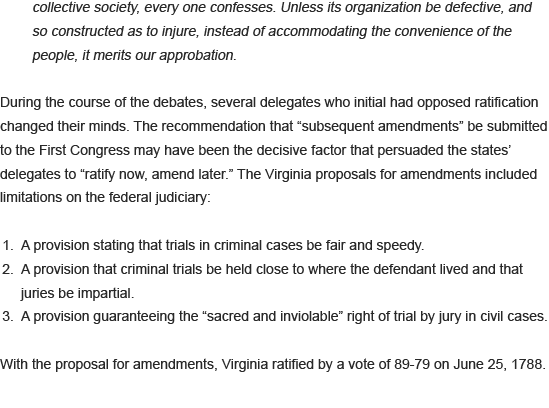 collective society, every one confesses. Unless its organization be defective, and
so constructed as to injure, instead of accommodating the convenience of the
people, it merits our approbation.
During the course of the debates, several delegates who initial had opposed ratification
changed their minds. The recommendation that “subsequent amendments” be submitted
to the First Congress may have been the decisive factor that persuaded the states’
delegates to “ratify now, amend later.” The Virginia proposals for amendments included
limitations on the federal judiciary:
1. A provision stating that trials in criminal cases be fair and speedy.
2. A provision that criminal trials be held close to where the defendant lived and that
juries be impartial.
3. A provision guaranteeing the “sacred and inviolable” right of trial by jury in civil cases.
With the proposal for amendments, Virginia ratified by a vote of 89-79 on June 25, 1788.